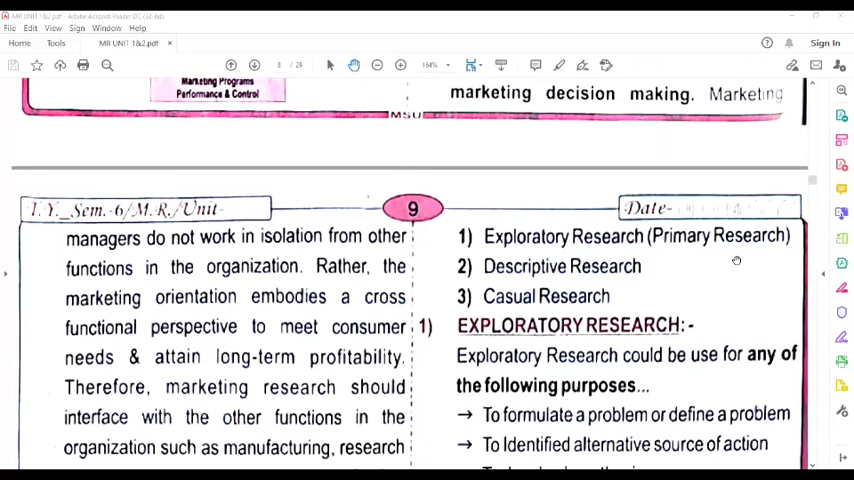 MR UNIT 1&2.pdf - Adobe Acrobat Reader DC (32-bit)
File Edit View Sign Window Help
Home Tools MR UNIT 1&2.pdf × Sign In
8 / 29 164%
Marketing Programs
Performance & Control
marketing decision making. Marketing
MSU
T.Y._Sem.-6/M.R./Unit- 9 Date-
managers do not work in isolation from other
functions in the organization. Rather, the
marketing orientation embodies a cross
functional perspective to meet consumer
needs & attain long-term profitability.
Therefore, marketing research should
interface with the other functions in the
organization such as manufacturing, research
1) Exploratory Research (Primary Research)
2) Descriptive Research
3) Casual Research
1) EXPLORATORY RESEARCH:-
Exploratory Research could be use for any of
the following purposes...
→ To formulate a problem or define a problem
→ To Identified alternative source of action